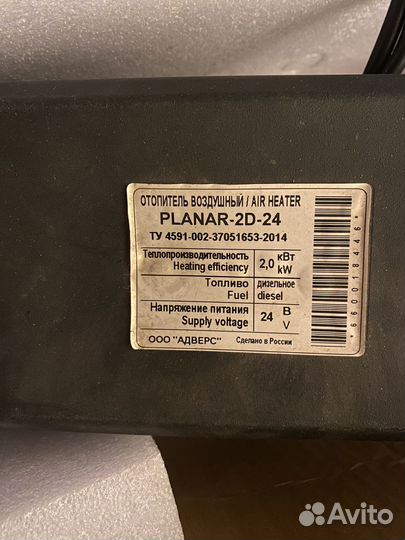 ОТОПИТЕЛЬ ВОЗДУШНЫЙ / AIR HEATER
PLANAR-2D-24
ТУ 4591-002-37051653-2014
Теплопроизводительность
Heating efficiency
2,0 кВт
kW
Топливо
Fuel
дизельное
diesel
Напряжение питания
Supply voltage
24 В
V
ООО "АДВЕРС" Сделано в России
*660018446*
Avito